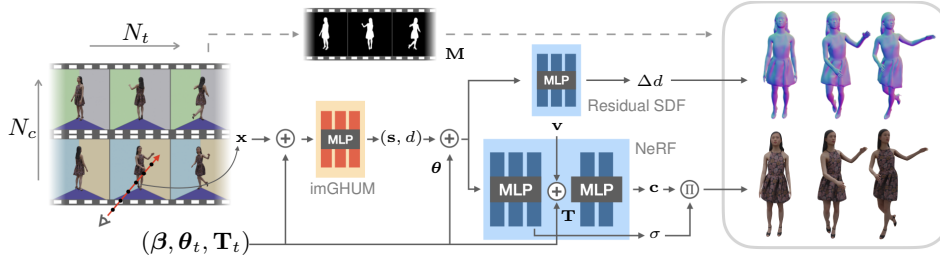 N_t
M
N_c
x
MLP
(s, d)
imGHUM
θ
MLP
Δd
Residual SDF
v
NeRF
MLP
MLP
T
c
Π
σ
(β, θ_t, T_t)